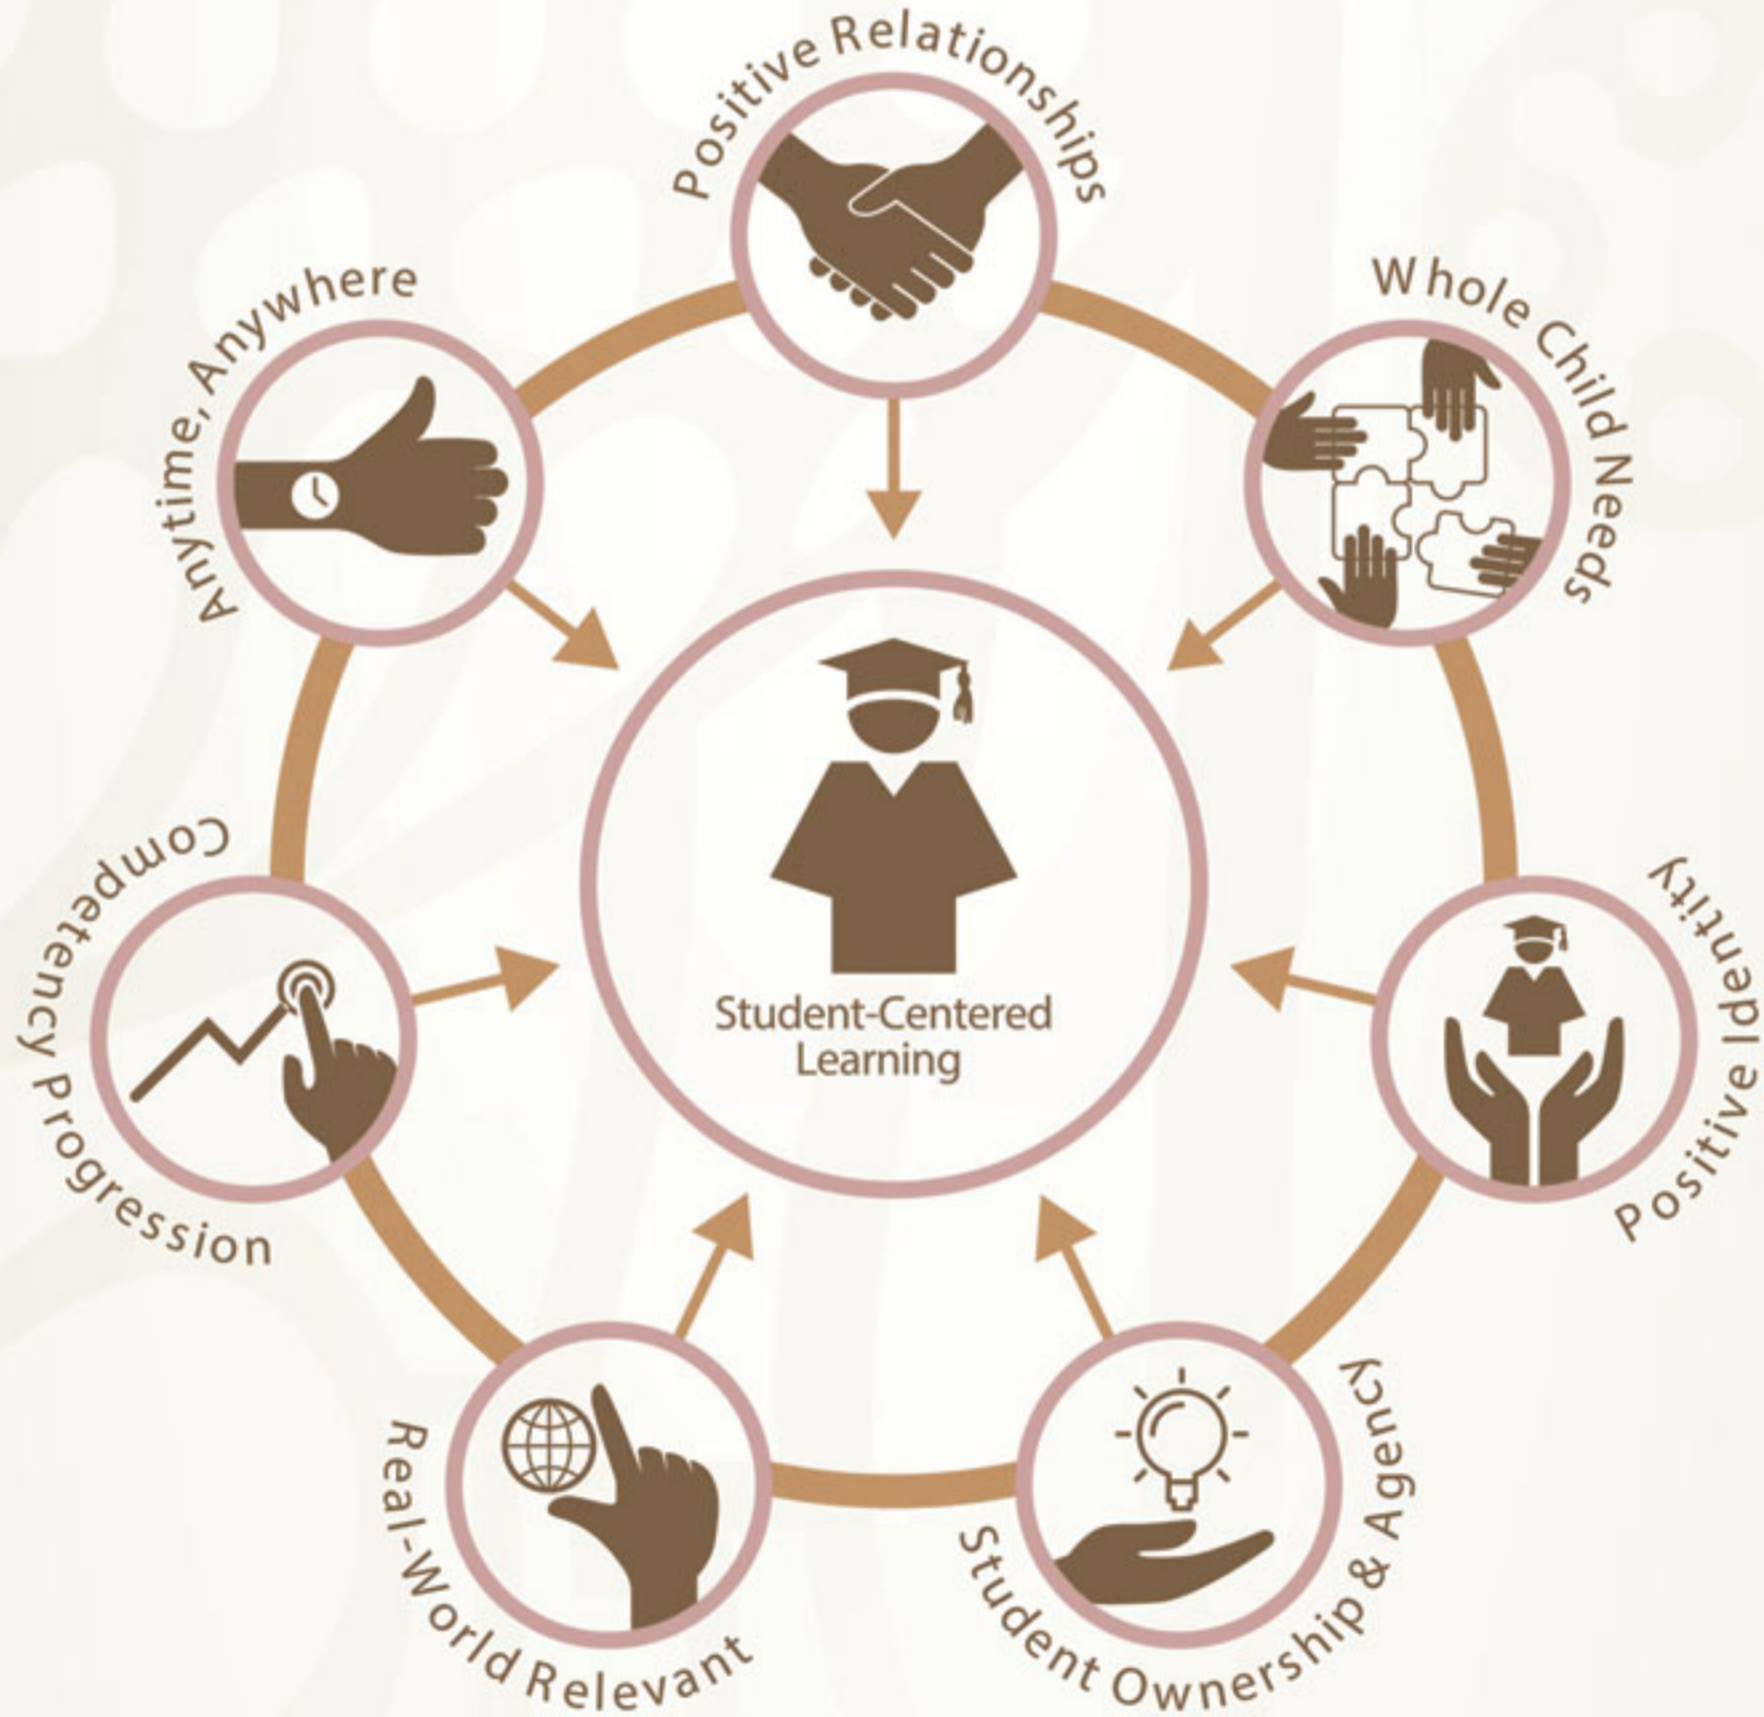 Positive Relationships
Whole Child Needs
Positive Identity
Student Ownership & Agency
Real-World Relevant
Competency Progression
Anytime, Anywhere
Student-Centered
Learning